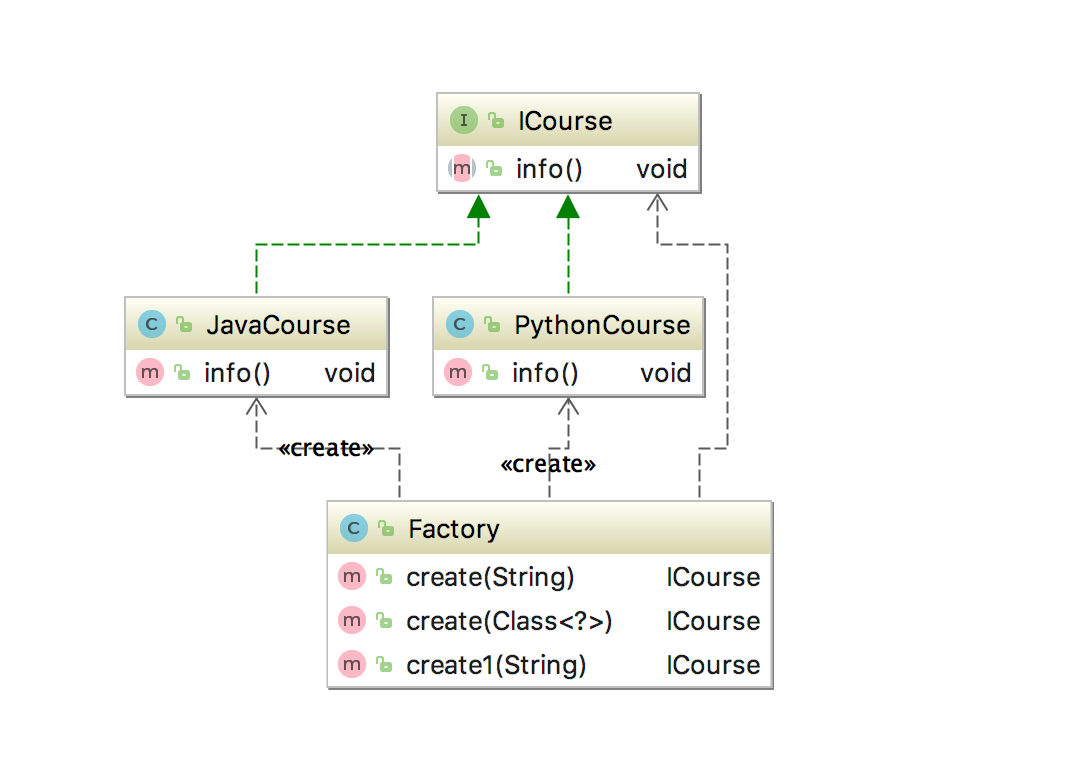 I ICourse
m info() void
C JavaCourse
m info() void
C PythonCourse
m info() void
«create»
«create»
C Factory
m create(String) ICourse
m create(Class<?>) ICourse
m create1(String) ICourse